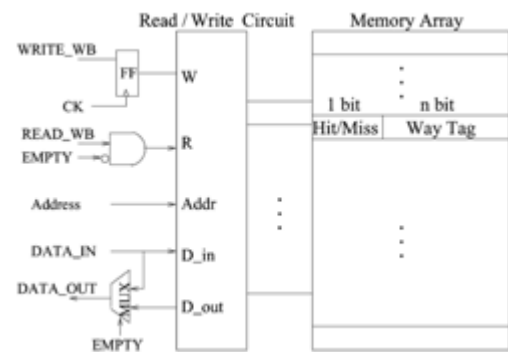 Read / Write Circuit
Memory Array
WRITE_WB
FF
W
CK
1 bit
n bit
READ_WB
R
Hit/Miss
Way Tag
EMPTY
Address
Addr
DATA_IN
D_in
DATA_OUT
2MUX
D_out
EMPTY